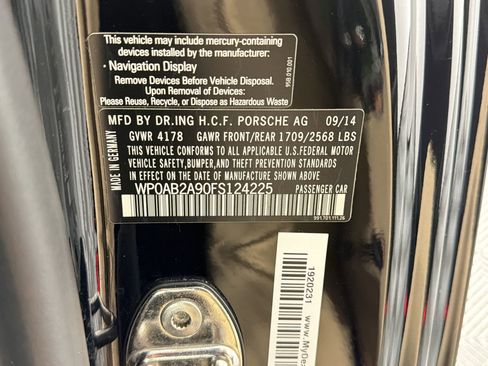 This vehicle may include mercury-containing
devices installed by the manufacturer:
· Navigation Display
Remove Devices Before Vehicle Disposal.
Upon Removal of Devices:
Please Reuse, Recycle, or Dispose as Hazardous Waste
958.010.001
MFD BY DR.ING H.C.F. PORSCHE AG 09/14
GVWR 4178 GAWR FRONT/REAR 1709/2568 LBS
THIS VEHICLE CONFORMS TO ALL APPLICABLE U.S.FEDERAL MOTOR
VEHICLE SAFETY,BUMPER,AND THEFT PREVENTION STANDARDS
IN EFFECT ON THE DATE OF MANUFACTURE SHOWN ABOVE.
WP0AB2A90FS124225 PASSENGER CAR
991.701.111.26
MADE IN GERMANY
1920231
www.MyDea